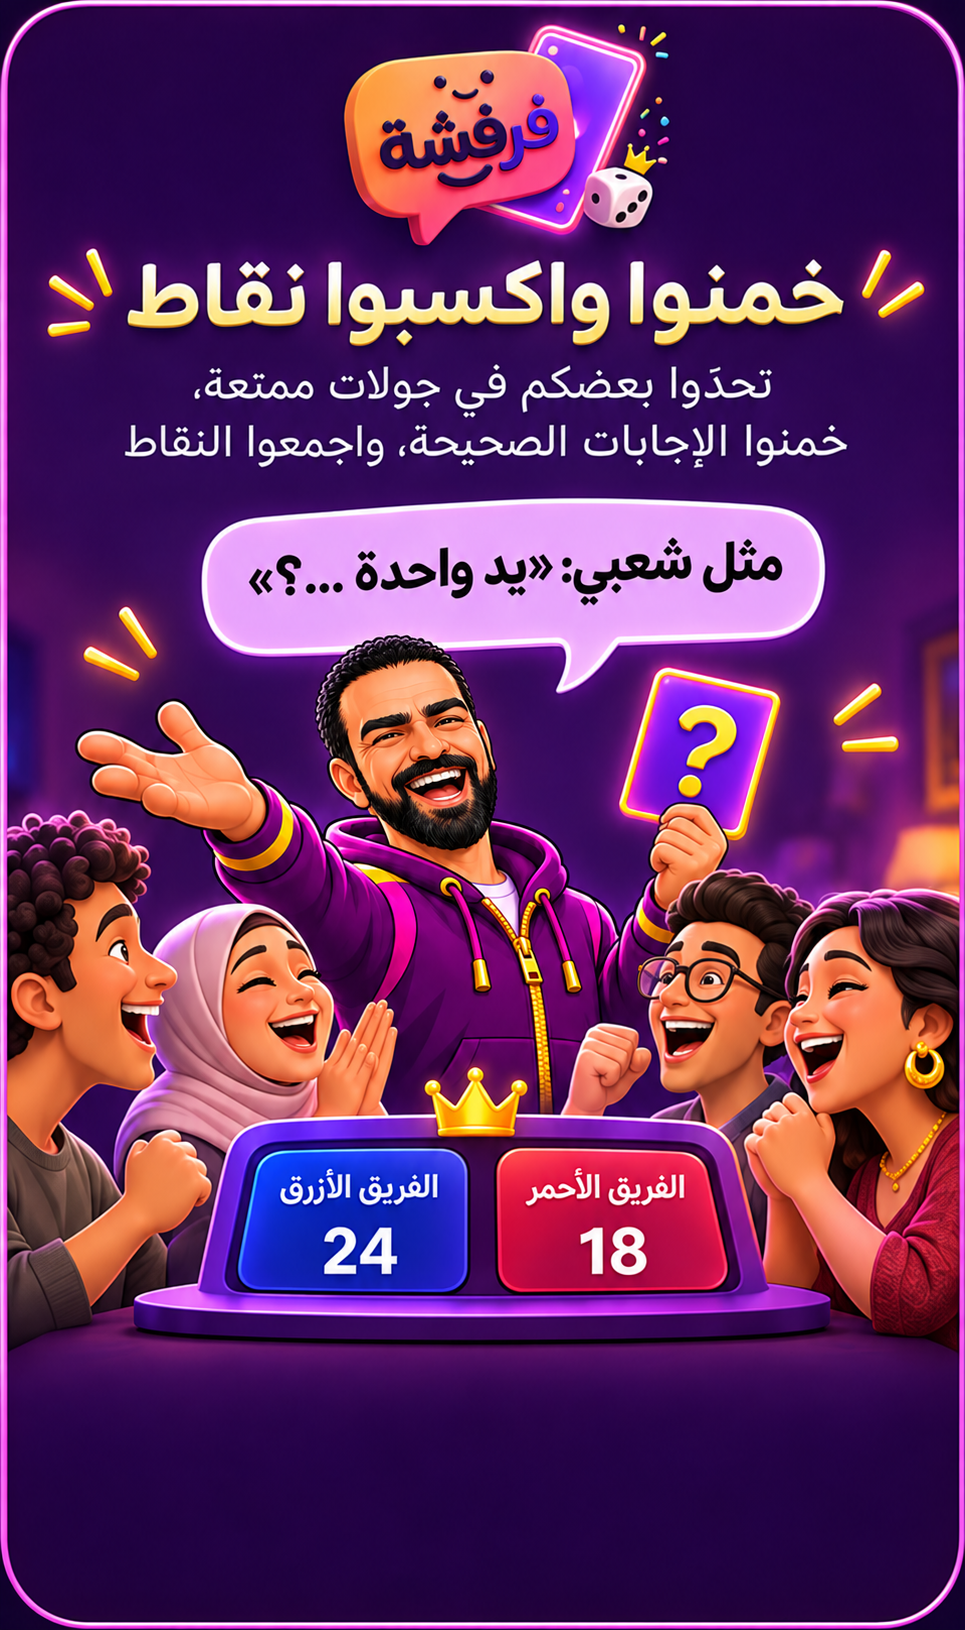 فرفشة
خمنوا واكسبوا نقاط
تحدَوا بعضكم في جولات ممتعة،
خمنوا الإجابات الصحيحة، واجمعوا النقاط
مثل شعبي: «يد واحدة ...؟»
?
الفريق الأحمر
18
الفريق الأزرق
24